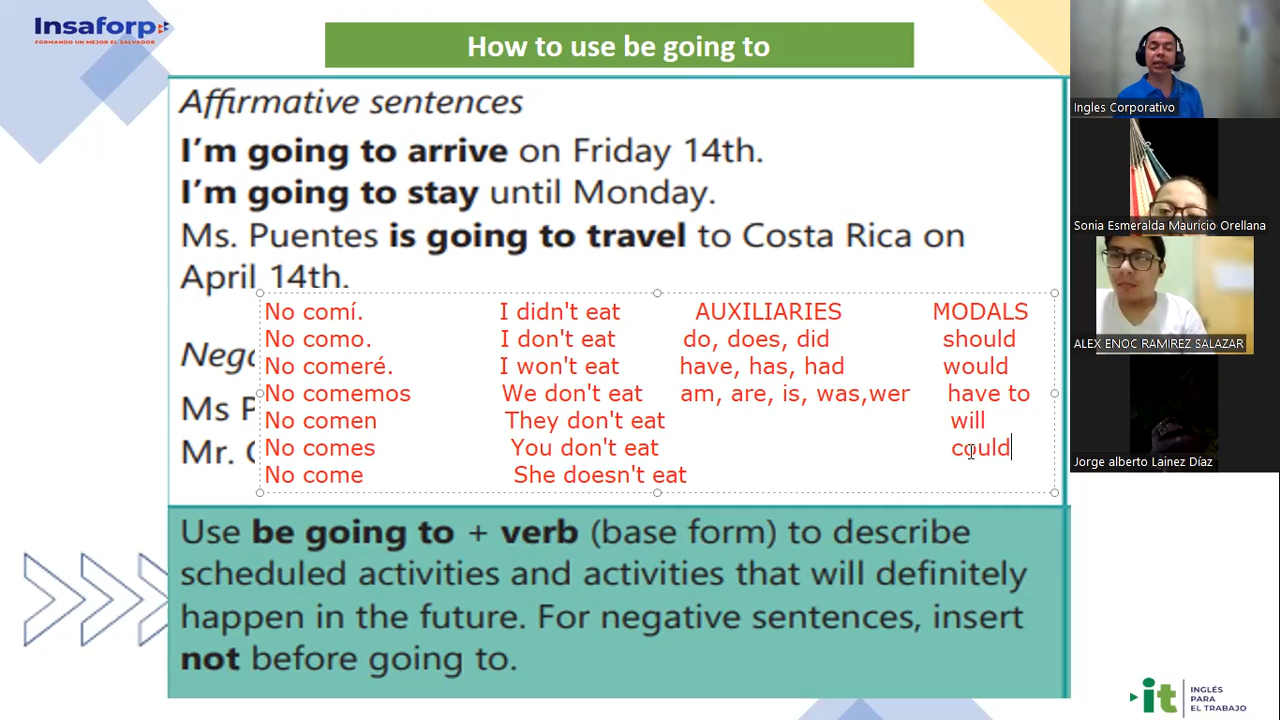 Insaforp
FORMANDO UN MEJOR EL SALVADOR
How to use be going to
Affirmative sentences
I'm going to arrive on Friday 14th.
I'm going to stay until Monday.
Ms. Puentes is going to travel to Costa Rica on
April 14th.
No comí. I didn't eat AUXILIARIES MODALS
No como. I don't eat do, does, did should
No comeré. I won't eat have, has, had would
No comemos We don't eat am, are, is, was,wer have to
No comen They don't eat will
No comes You don't eat could
No come She doesn't eat
Ms
Mr.
Use be going to + verb (base form) to describe
scheduled activities and activities that will definitely
happen in the future. For negative sentences, insert
not before going to.
it INGLÉS
PARA
EL TRABAJO
Ingles Corporativo
Sonia Esmeralda Mauricio Orellana
ALEX ENOC RAMIREZ SALAZAR
Jorge alberto Lainez Díaz